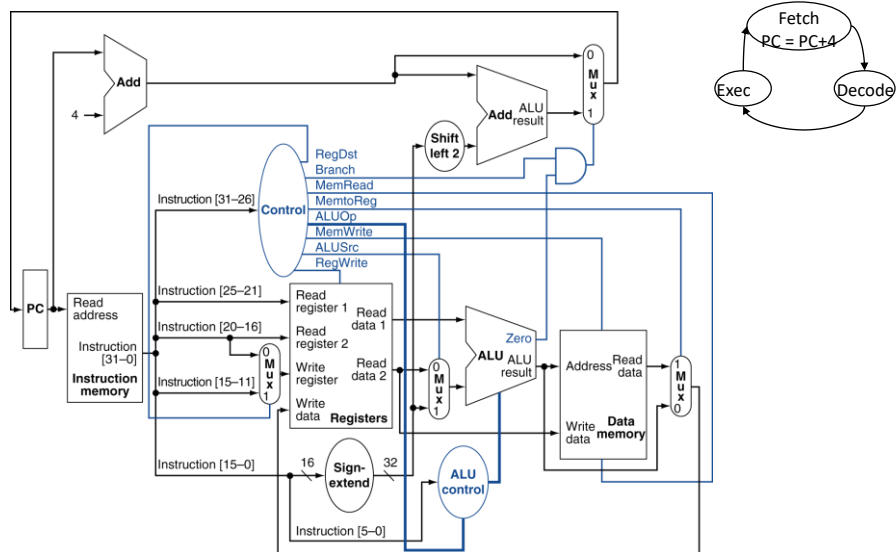 Fetch
PC = PC+4
Exec
Decode
Add
4
Add
ALU
result
0
M
u
x
1
Shift
left 2
RegDst
Branch
MemRead
MemtoReg
ALUOp
MemWrite
ALUSrc
RegWrite
Control
Instruction [31–26]
Instruction [25–21]
Instruction [20–16]
Instruction [15–11]
Instruction [15–0]
Instruction [5–0]
PC
Read
address
Instruction
[31–0]
Instruction
memory
0
M
u
x
1
Read
register 1
Read
register 2
Write
register
Write
data
Read
data 1
Read
data 2
Registers
0
M
u
x
1
Zero
ALU
ALU
result
Address
Read
data
Write
data
Data
memory
1
M
u
x
0
16
Sign-
extend
32
ALU
control